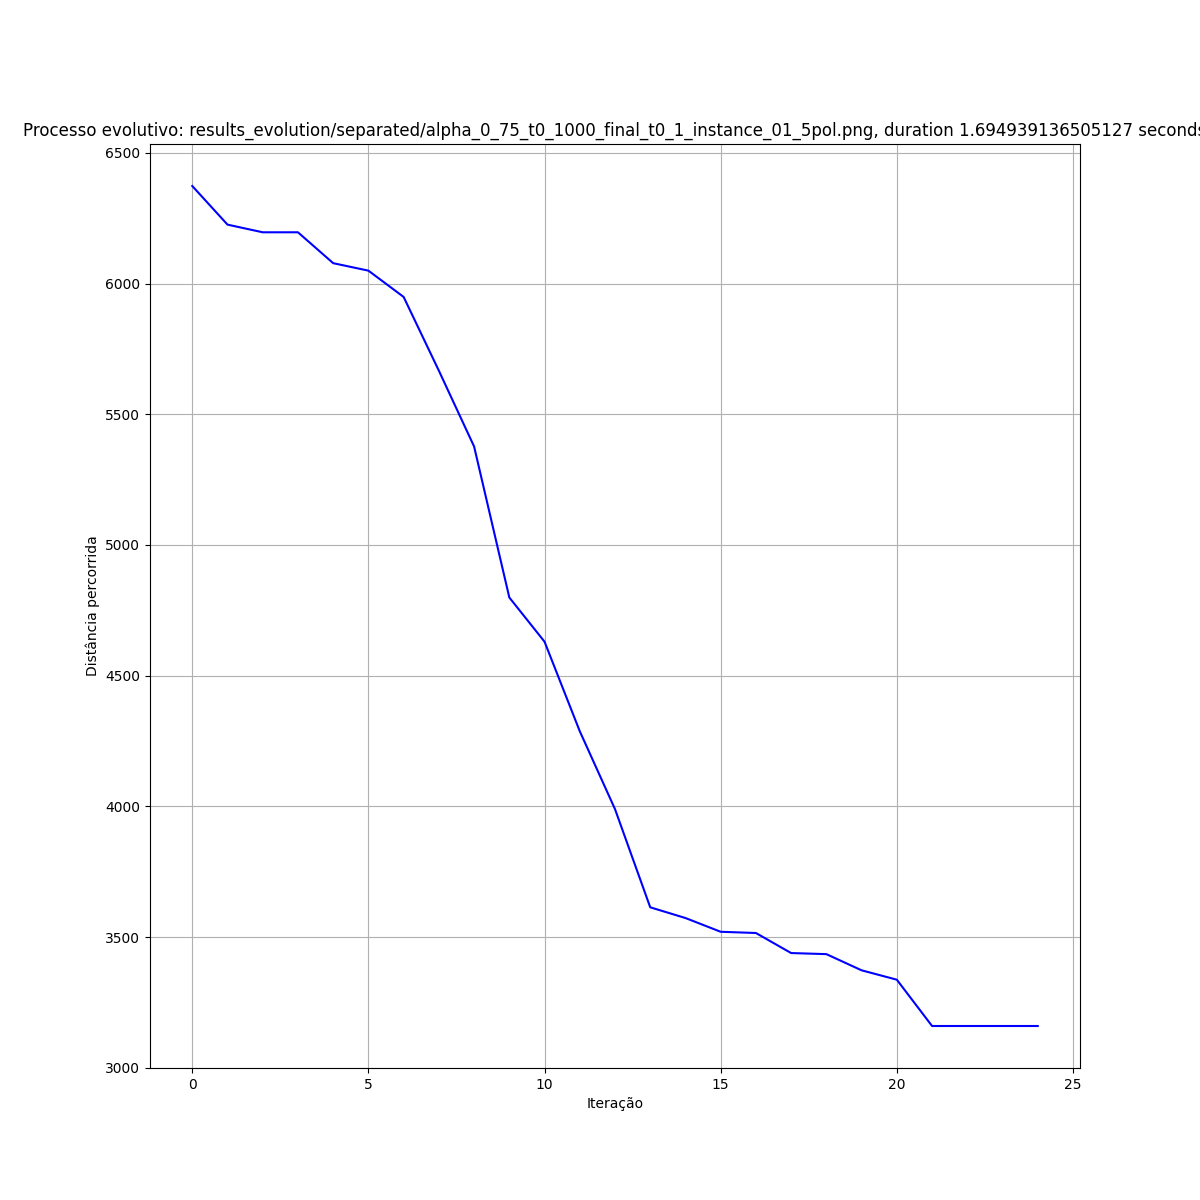 Processo evolutivo: results_evolution/separated/alpha_0_75_t0_1000_final_t0_1_instance_01_5pol.png, duration 1.694939136505127 seconds
6500
6000
5500
5000
4500
4000
3500
3000
Distância percorrida
0 5 10 15 20 25
Iteração